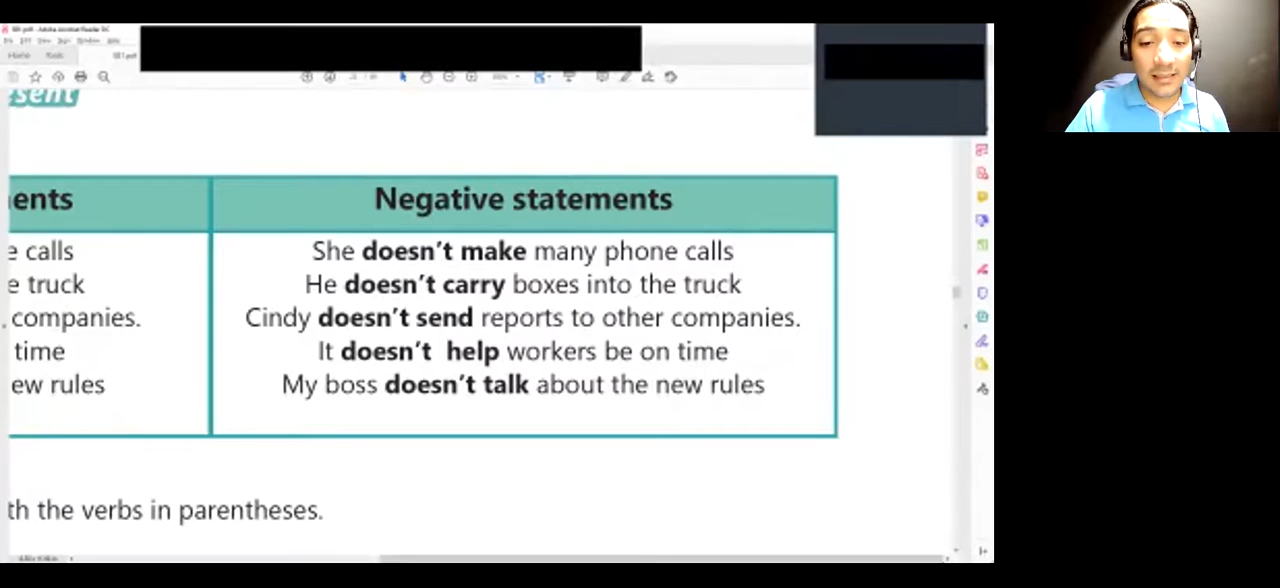 sent
ents
Negative statements
e calls
She doesn't make many phone calls
e truck
He doesn't carry boxes into the truck
companies.
Cindy doesn't send reports to other companies.
time
It doesn't  help workers be on time
ew rules
My boss doesn't talk about the new rules
th the verbs in parentheses.